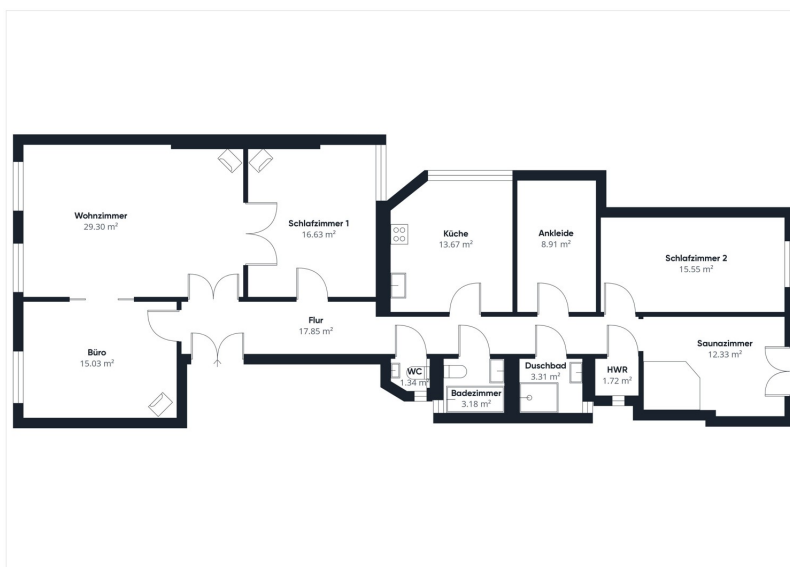 Wohnzimmer
29.30 m²
Schlafzimmer 1
16.63 m²
Küche
13.67 m²
Ankleide
8.91 m²
Schlafzimmer 2
15.55 m²
Büro
15.03 m²
Flur
17.85 m²
WC
1.34 m²
Badezimmer
3.18 m²
Duschbad
3.31 m²
HWR
1.72 m²
Saunazimmer
12.33 m²